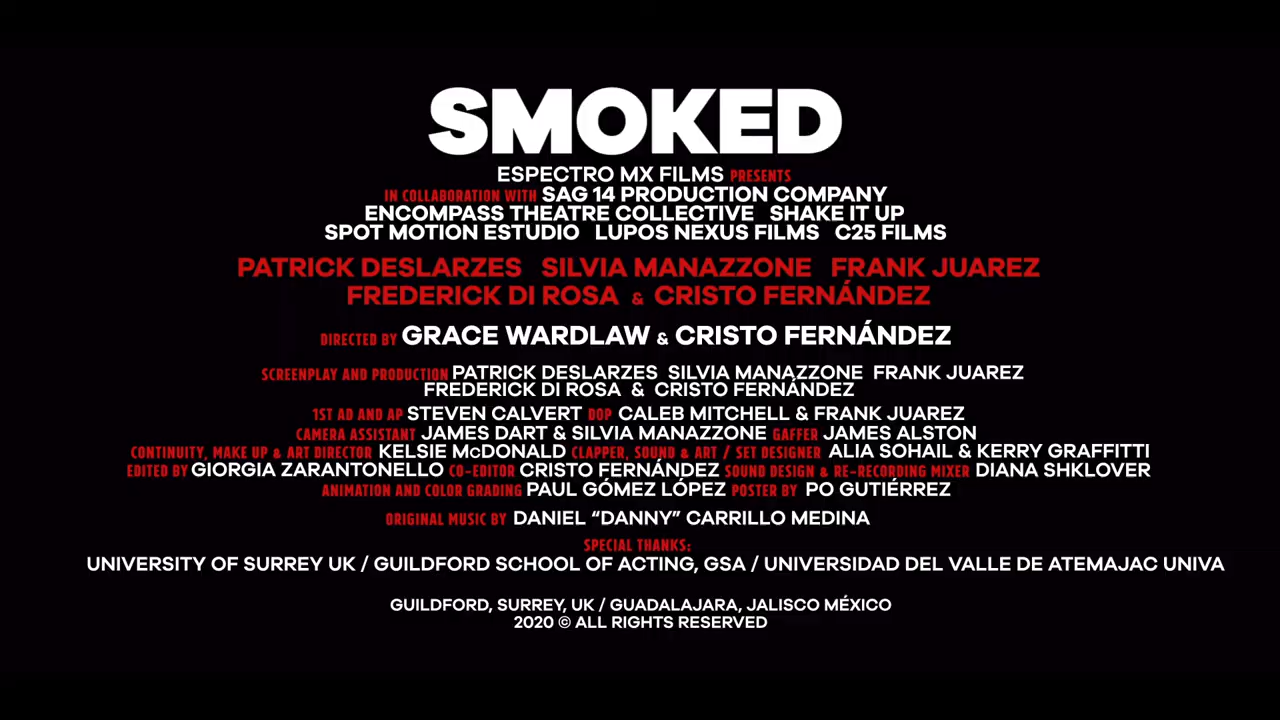 SMOKED
ESPECTRO MX FILMS PRESENTS
IN COLLABORATION WITH SAG 14 PRODUCTION COMPANY
ENCOMPASS THEATRE COLLECTIVE SHAKE IT UP
SPOT MOTION ESTUDIO LUPOS NEXUS FILMS C25 FILMS
PATRICK DESLARZES SILVIA MANAZZONE FRANK JUAREZ
FREDERICK DI ROSA & CRISTO FERNÁNDEZ
DIRECTED BY GRACE WARDLAW & CRISTO FERNÁNDEZ
SCREENPLAY AND PRODUCTION PATRICK DESLARZES SILVIA MANAZZONE FRANK JUAREZ
FREDERICK DI ROSA & CRISTO FERNÁNDEZ
1ST AD AND AP STEVEN CALVERT DOP CALEB MITCHELL & FRANK JUAREZ
CAMERA ASSISTANT JAMES DART & SILVIA MANAZZONE GAFFER JAMES ALSTON
CONTINUITY, MAKE UP & ART DIRECTOR KELSIE McDONALD CLAPPER, SOUND & ART / SET DESIGNER ALIA SOHAIL & KERRY GRAFFITTI
EDITED BY GIORGIA ZARANTONELLO CO-EDITOR CRISTO FERNÁNDEZ SOUND DESIGN & RE-RECORDING MIXER DIANA SHKLOVER
ANIMATION AND COLOR GRADING PAUL GÓMEZ LÓPEZ POSTER BY PO GUTIÉRREZ
ORIGINAL MUSIC BY DANIEL “DANNY” CARRILLO MEDINA
SPECIAL THANKS:
UNIVERSITY OF SURREY UK / GUILDFORD SCHOOL OF ACTING, GSA / UNIVERSIDAD DEL VALLE DE ATEMAJAC UNIVA
GUILDFORD, SURREY, UK / GUADALAJARA, JALISCO MÉXICO
2020 © ALL RIGHTS RESERVED